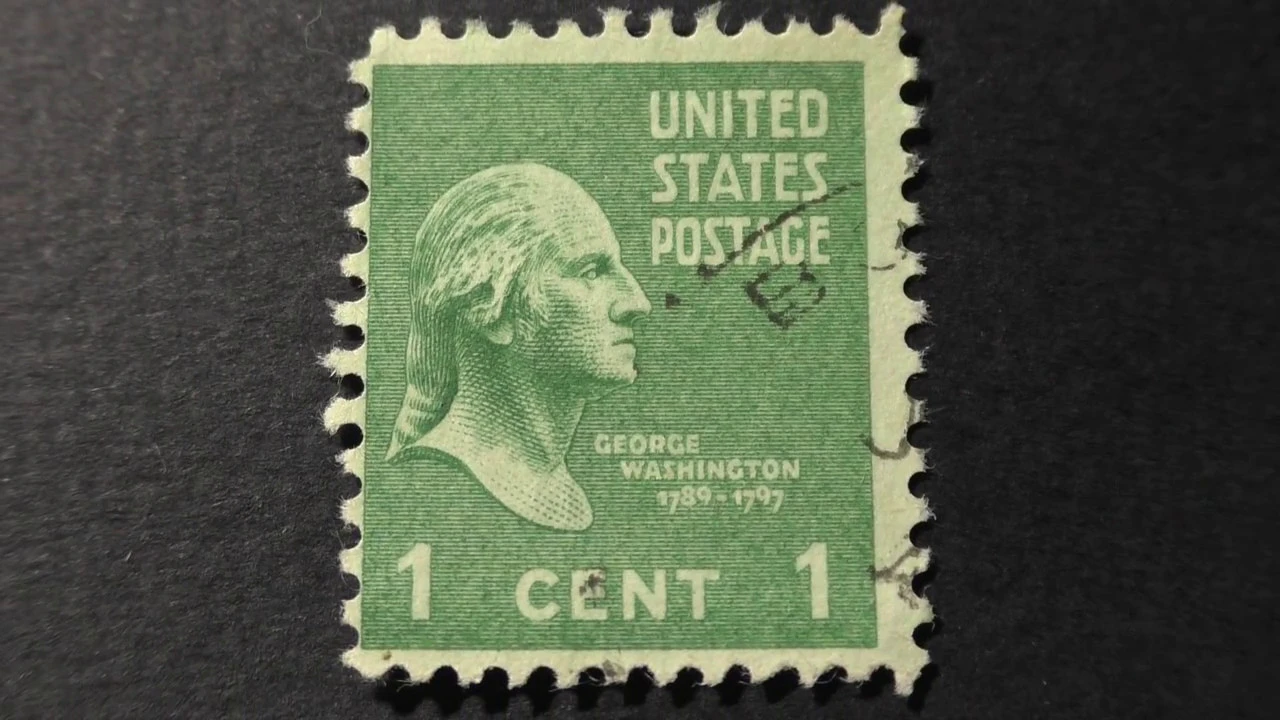 UNITED
STATES
POSTAGE
GEORGE
WASHINGTON
1789-1797
1 CENT 1